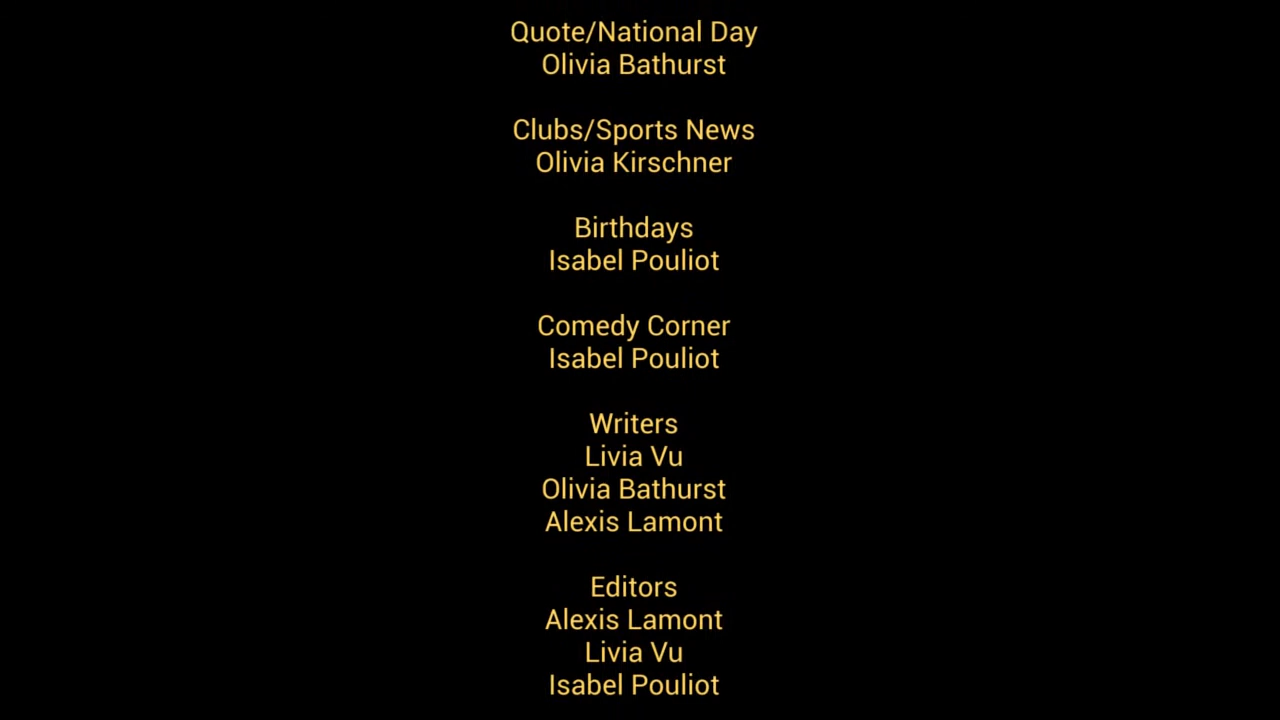 Quote/National Day
Olivia Bathurst
Clubs/Sports News
Olivia Kirschner
Birthdays
Isabel Pouliot
Comedy Corner
Isabel Pouliot
Writers
Livia Vu
Olivia Bathurst
Alexis Lamont
Editors
Alexis Lamont
Livia Vu
Isabel Pouliot